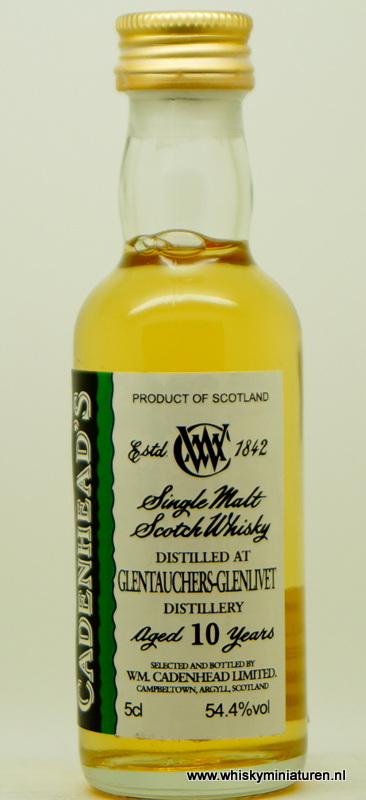 CADENHEAD'S
PRODUCT OF SCOTLAND
Estd WC 1842
Single Malt
Scotch Whisky
DISTILLED AT
GLENTAUCHERS-GLENLIVET
DISTILLERY
Aged 10 Years
SELECTED AND BOTTLED BY
WM. CADENHEAD LIMITED.
CAMPBELTOWN, ARGYLL, SCOTLAND
5cl 54.4%vol
www.whiskyminiaturen.nl